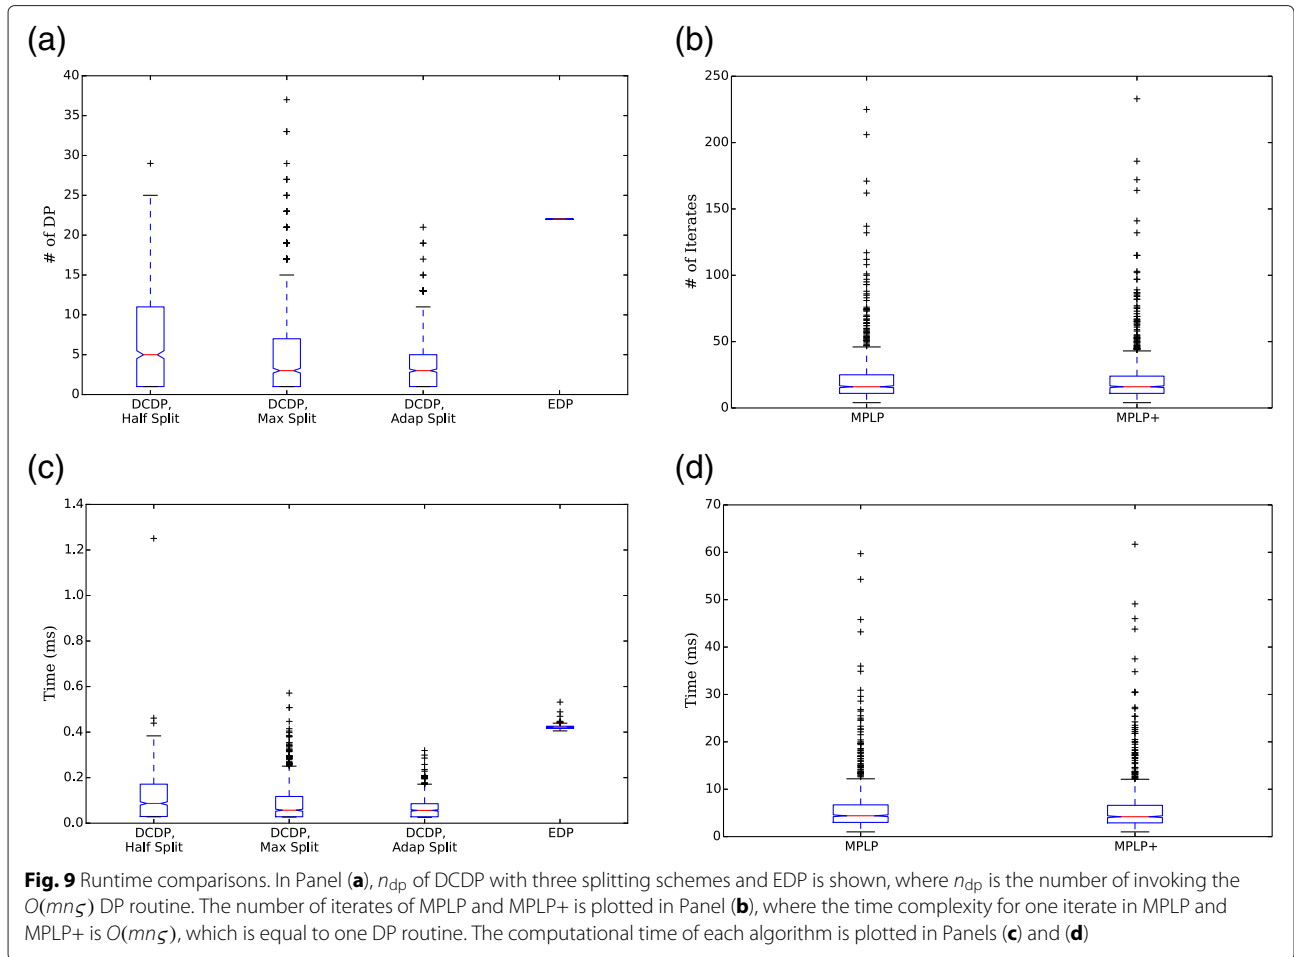 (a)
40
35
30
25
20
15
10
5
0
# of DP
DCDP,
Half Split
DCDP,
Max Split
DCDP,
Adap Split
EDP
(b)
250
200
150
100
50
0
# of Iterates
MPLP
MPLP+
(c)
1.4
1.2
1.0
0.8
0.6
0.4
0.2
0.0
Time (ms)
DCDP,
Half Split
DCDP,
Max Split
DCDP,
Adap Split
EDP
(d)
70
60
50
40
30
20
10
0
Time (ms)
MPLP
MPLP+
Fig. 9 Runtime comparisons. In Panel (a), n_dp of DCDP with three splitting schemes and EDP is shown, where n_dp is the number of invoking the
O(mnς) DP routine. The number of iterates of MPLP and MPLP+ is plotted in Panel (b), where the time complexity for one iterate in MPLP and
MPLP+ is O(mnς), which is equal to one DP routine. The computational time of each algorithm is plotted in Panels (c) and (d)